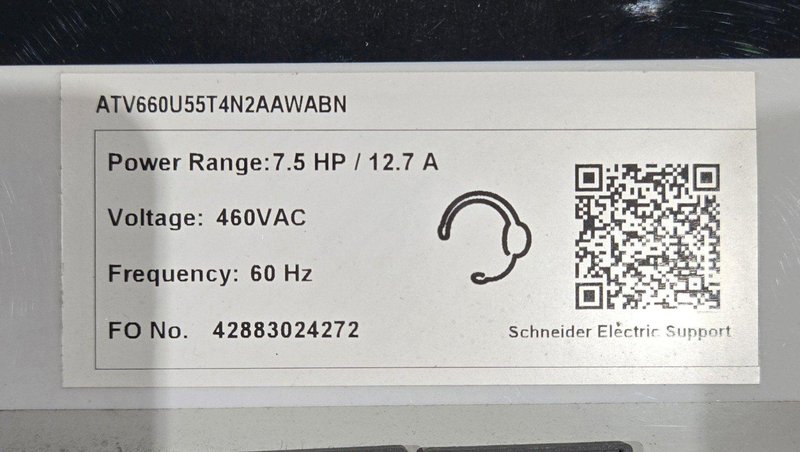 ATV660U55T4N2AAWABN
Power Range:7.5 HP / 12.7 A
Voltage: 460VAC
Frequency: 60 Hz
FO No. 42883024272
Schneider Electric Support